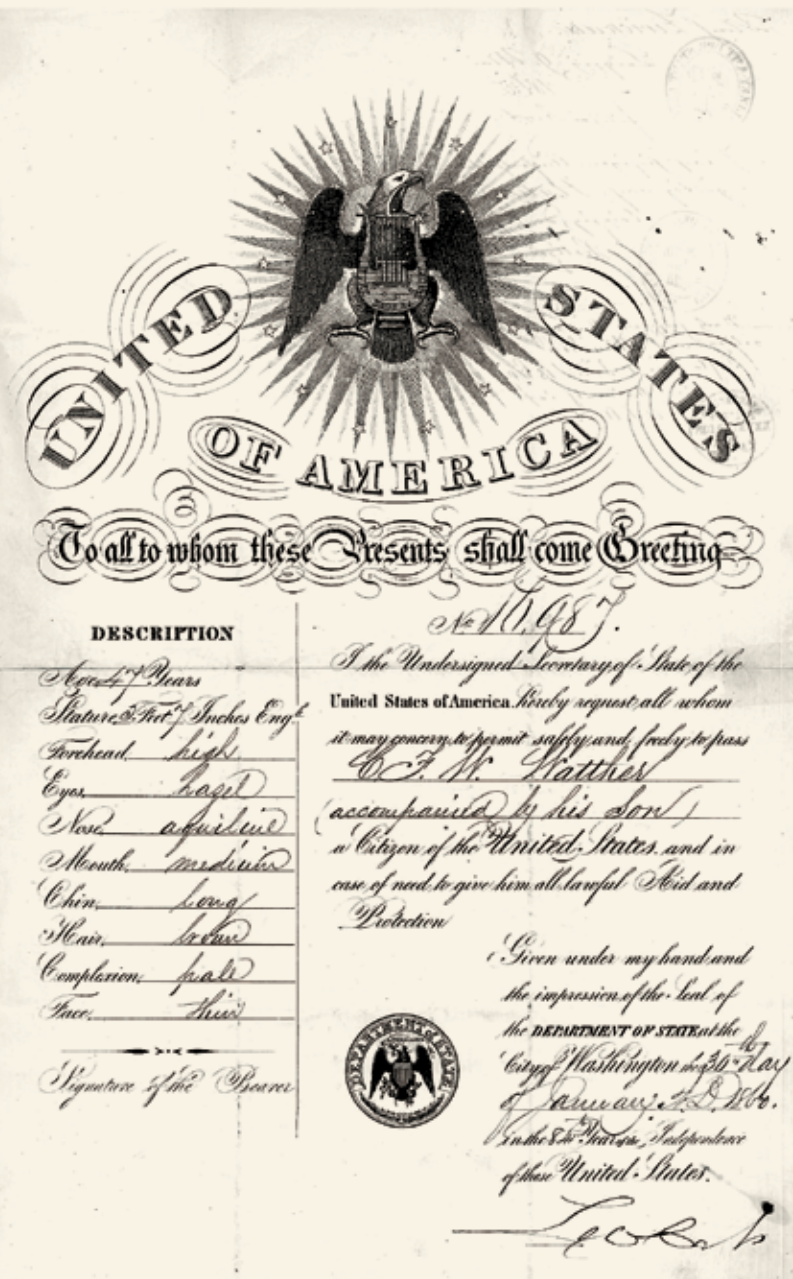 UNITED STATES
OF AMERICA
To all to whom these Presents shall come Greeting
DESCRIPTION
Age 47 Years
Stature 5 Feet 7 Inches Eng.
Forehead high
Eyes hazel
Nose aquiline
Mouth medium
Chin long
Hair brown
Complexion, pale
Face, thin
Signature of the Bearer
I the Undersigned Secretary of State of the
United States of America. hereby request all whom
it may concern to permit safely and freely to pass
C. F. W. Walther
(accompanied by his Son)
a Citizen of the United States and in
case of need to give him all lawful Aid and
Protection
Given under my hand and
the impression of the Seal of
the DEPARTMENT OF STATE at the
City of Washington the 30th day
of January A.D. 1860.
in the 84th Year of the Independence
of these United States.
DEPARTMENT OF STATE